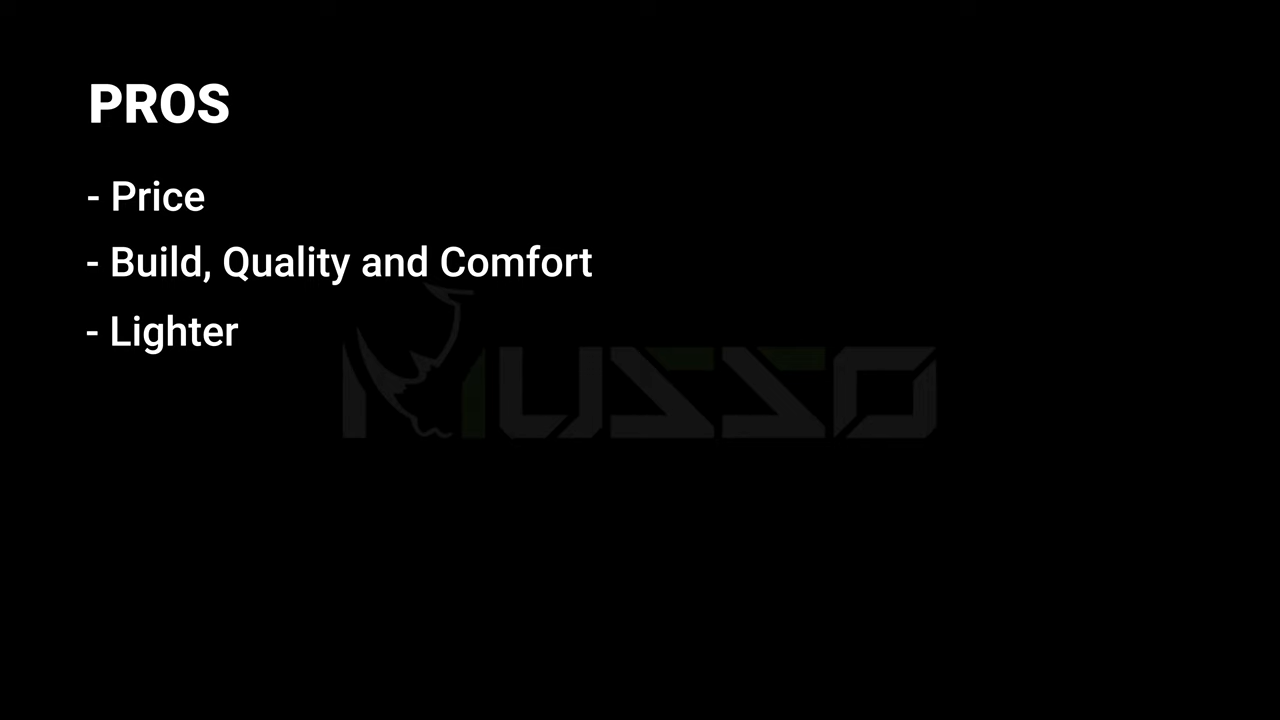 PROS
- Price
- Build, Quality and Comfort
- Lighter
MUSSO